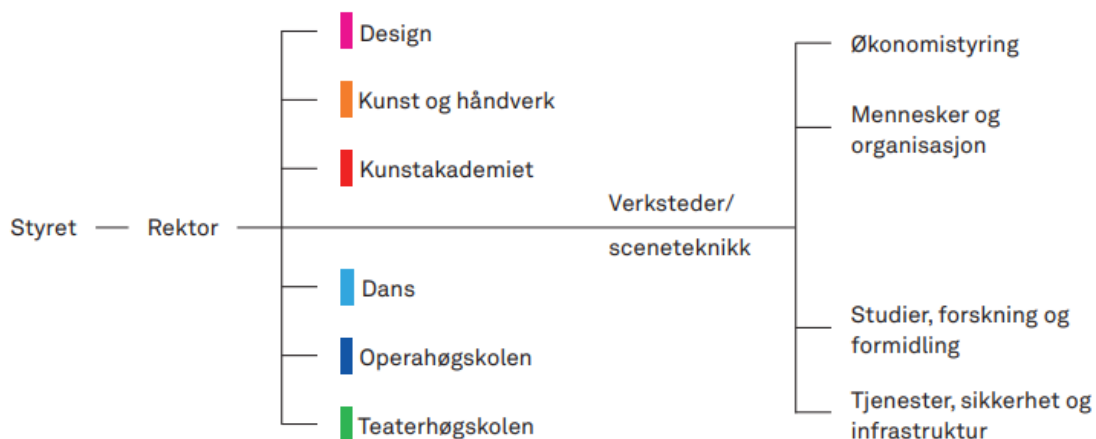 Styret
Rektor
Design
Kunst og håndverk
Kunstakademiet
Dans
Operahøgskolen
Teaterhøgskolen
Verksteder/
sceneteknikk
Økonomistyring
Mennesker og
organisasjon
Studier, forskning og
formidling
Tjenester, sikkerhet og
infrastruktur